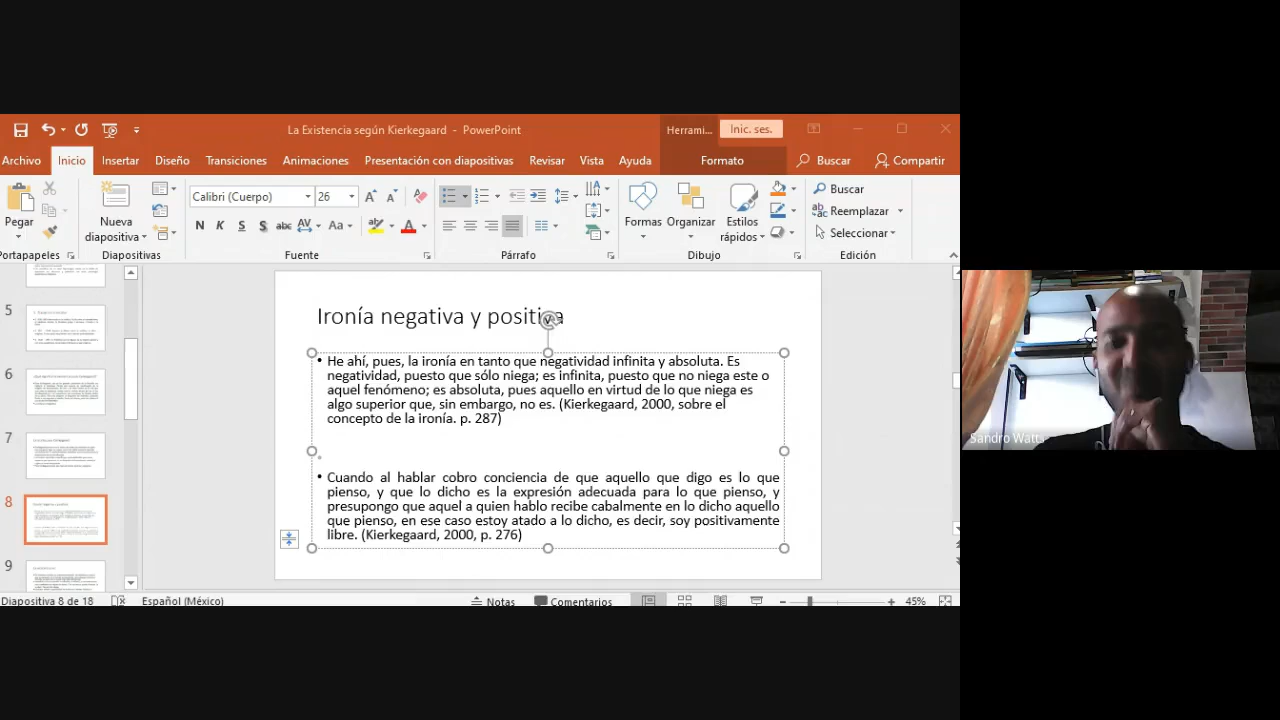 La Existencia según Kierkegaard - PowerPoint
Herrami...
Inic. ses.
Archivo
Inicio
Insertar
Diseño
Transiciones
Animaciones
Presentación con diapositivas
Revisar
Vista
Ayuda
Formato
Buscar
Compartir
Pegar
Nueva
diapositiva
Calibri (Cuerpo)
26
N K S S abc AV Aa A
Formas
Organizar
Estilos
rápidos
Buscar
Reemplazar
Seleccionar
Portapapeles
Diapositivas
Fuente
Párrafo
Dibujo
Edición
5
6
7
8
9
Ironía negativa y positiva
• He ahí, pues, la ironía en tanto que negatividad infinita y absoluta. Es
negatividad, puesto que sólo niega; es infinita, puesto que no niega este o
aquel fenómeno; es absoluta, pues aquello en virtud de lo que niega es
algo superior que, sin embargo, no es. (Kierkegaard, 2000, sobre el
concepto de la ironía. p. 287)
• Cuando al hablar cobro conciencia de que aquello que digo es lo que
pienso, y que lo dicho es la expresión adecuada para lo que pienso, y
presupongo que aquel a quien hablo recibe cabalmente en lo dicho aquello
que pienso, en ese caso estoy atado a lo dicho, es decir, soy positivamente
libre. (Kierkegaard, 2000, p. 276)
Diapositiva 8 de 18
Español (México)
Notas
Comentarios
45%
Sandro Watts